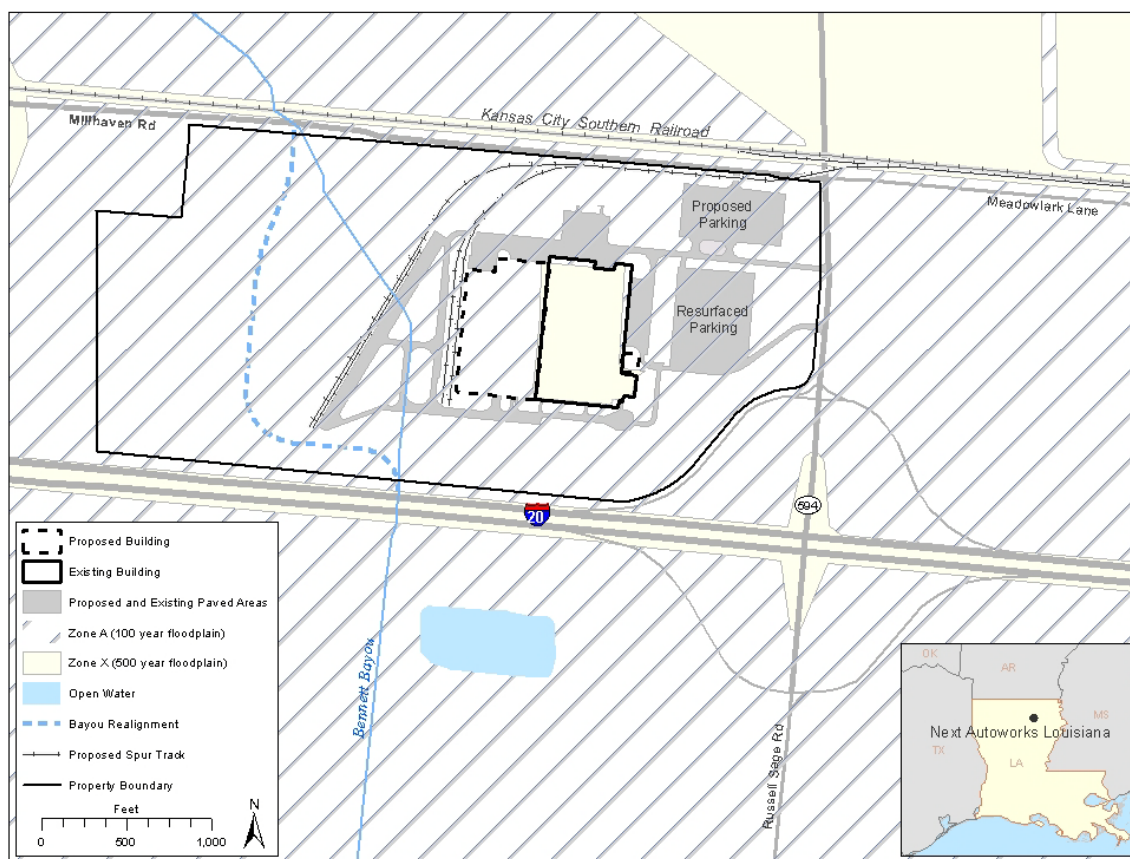 Kansas City Southern Railroad
Millhaven Rd
Meadowlark Lane
Proposed
Parking
Resurfaced
Parking
594
20
Bennett Bayou
Russell Sage Rd
Proposed Building
Existing Building
Proposed and Existing Paved Areas
Zone A (100 year floodplain)
Zone X (500 year floodplain)
Open Water
Bayou Realignment
Proposed Spur Track
Property Boundary
Feet
0 500 1,000
N
OK
AR
MS
Next Autoworks Louisiana
TX
LA